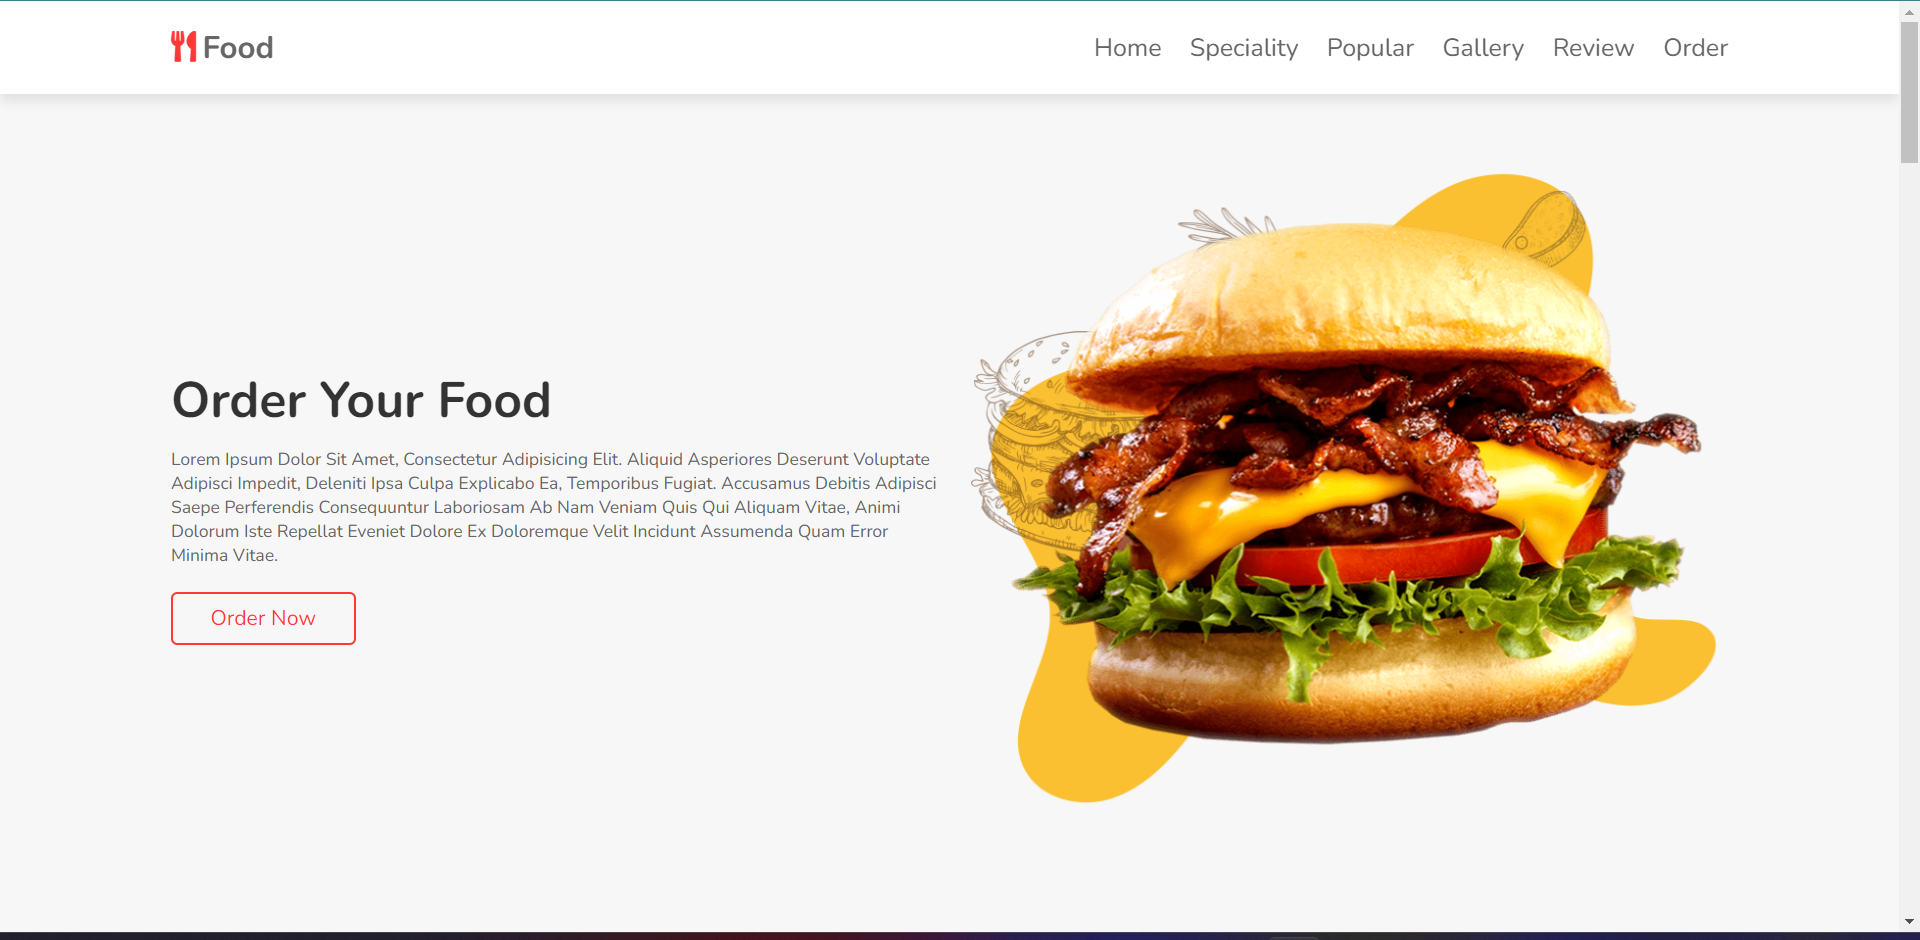 Food
Home Speciality Popular Gallery Review Order
Order Your Food
Lorem Ipsum Dolor Sit Amet, Consectetur Adipisicing Elit. Aliquid Asperiores Deserunt Voluptate
Adipisci Impedit, Deleniti Ipsa Culpa Explicabo Ea, Temporibus Fugiat. Accusamus Debitis Adipisci
Saepe Perferendis Consequuntur Laboriosam Ab Nam Veniam Quis Qui Aliquam Vitae, Animi
Dolorum Iste Repellat Eveniet Dolore Ex Doloremque Velit Incidunt Assumenda Quam Error
Minima Vitae.
Order Now